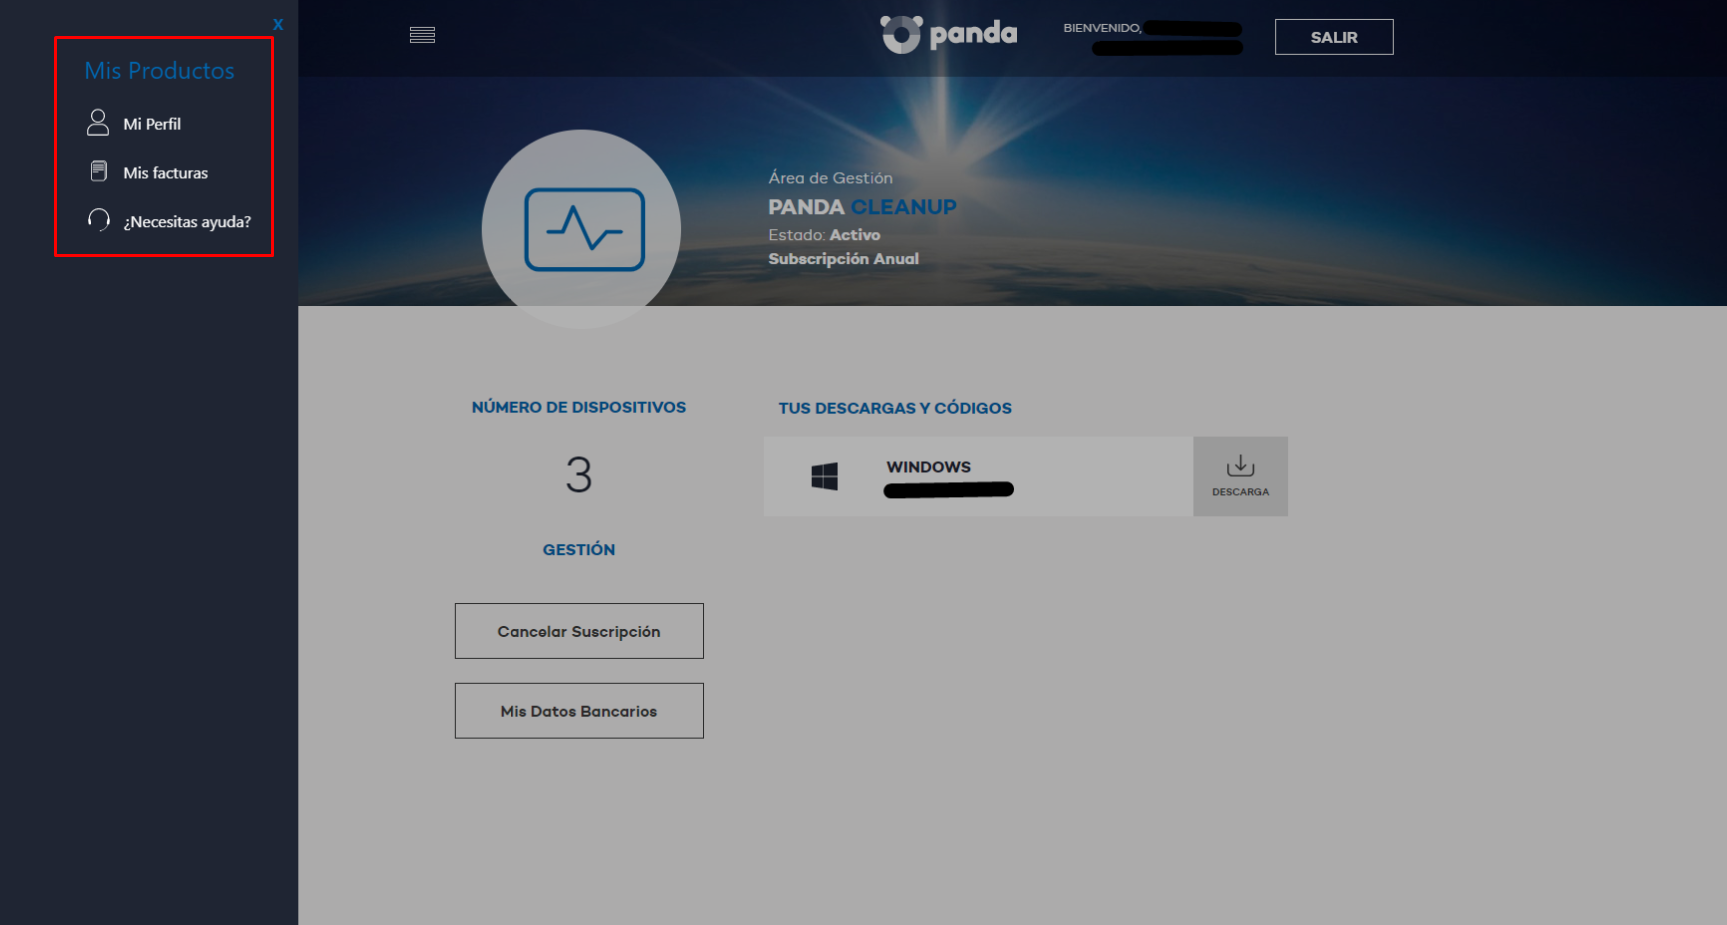 X
Mis Productos
Mi Perfil
Mis facturas
¿Necesitas ayuda?
panda
BIENVENIDO,
SALIR
Área de Gestión
PANDA CLEANUP
Estado: Activo
Subscripción Anual
NÚMERO DE DISPOSITIVOS
3
GESTIÓN
Cancelar Suscripción
Mis Datos Bancarios
TUS DESCARGAS Y CÓDIGOS
WINDOWS
DESCARGA